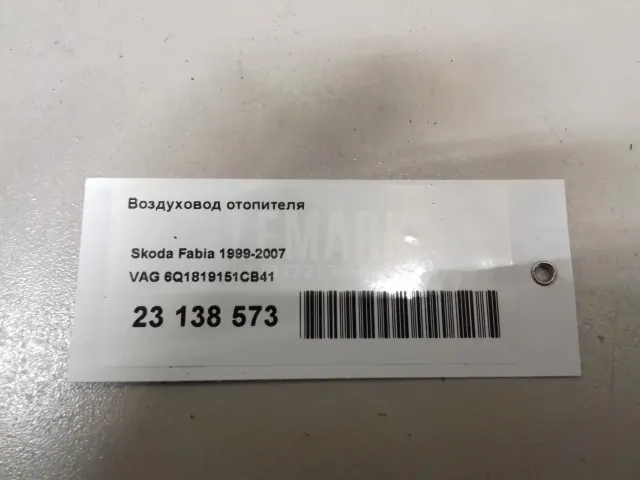 Воздуховод отопителя
Skoda Fabia 1999-2007
VAG 6Q1819151CB41
23 138 573